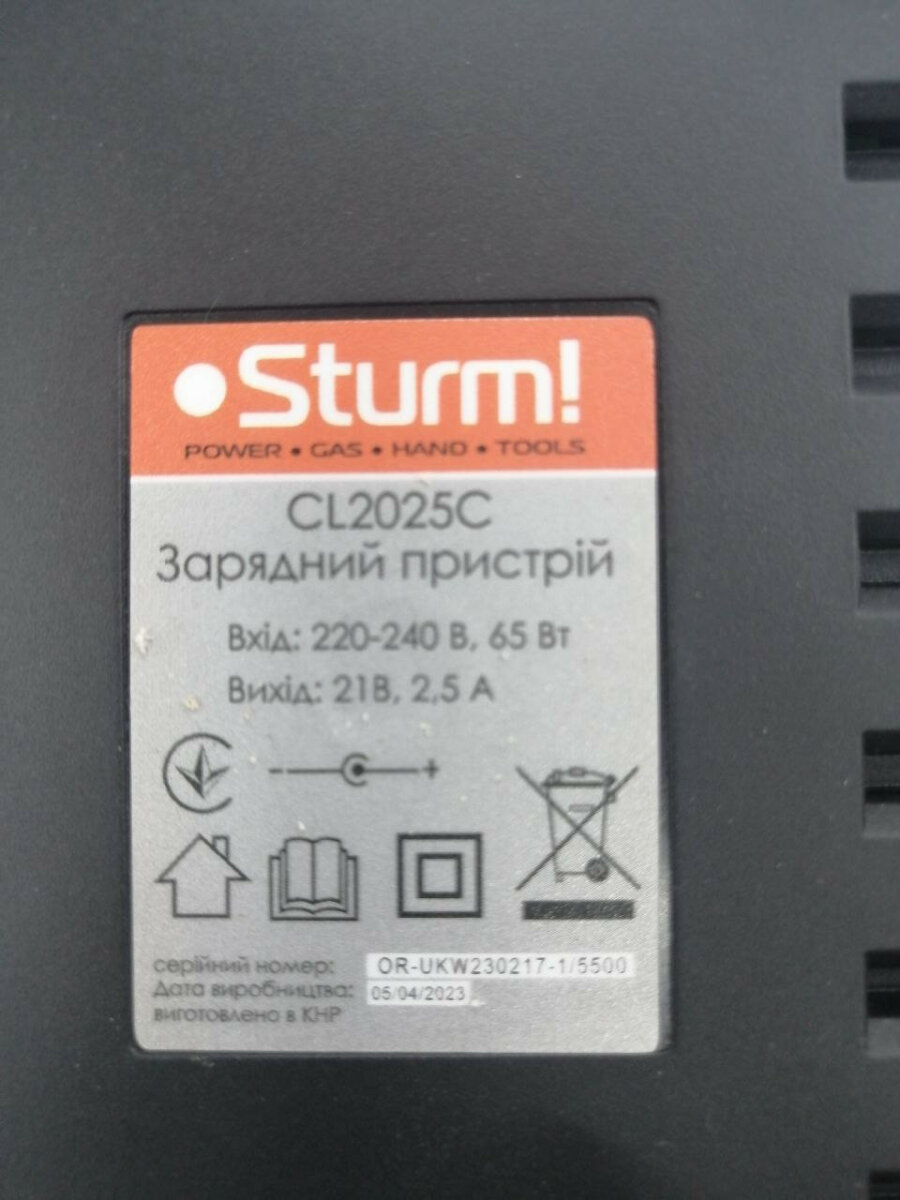 Sturm!
POWER • GAS • HAND • TOOLS
CL2025C
Зарядний пристрій
Вхід: 220-240 В, 65 Вт
Вихід: 21В, 2,5 А
- +
серійний номер: OR-UKW230217-1/5500
Дата виробництва: 05/04/2023
виготовлено в КНР